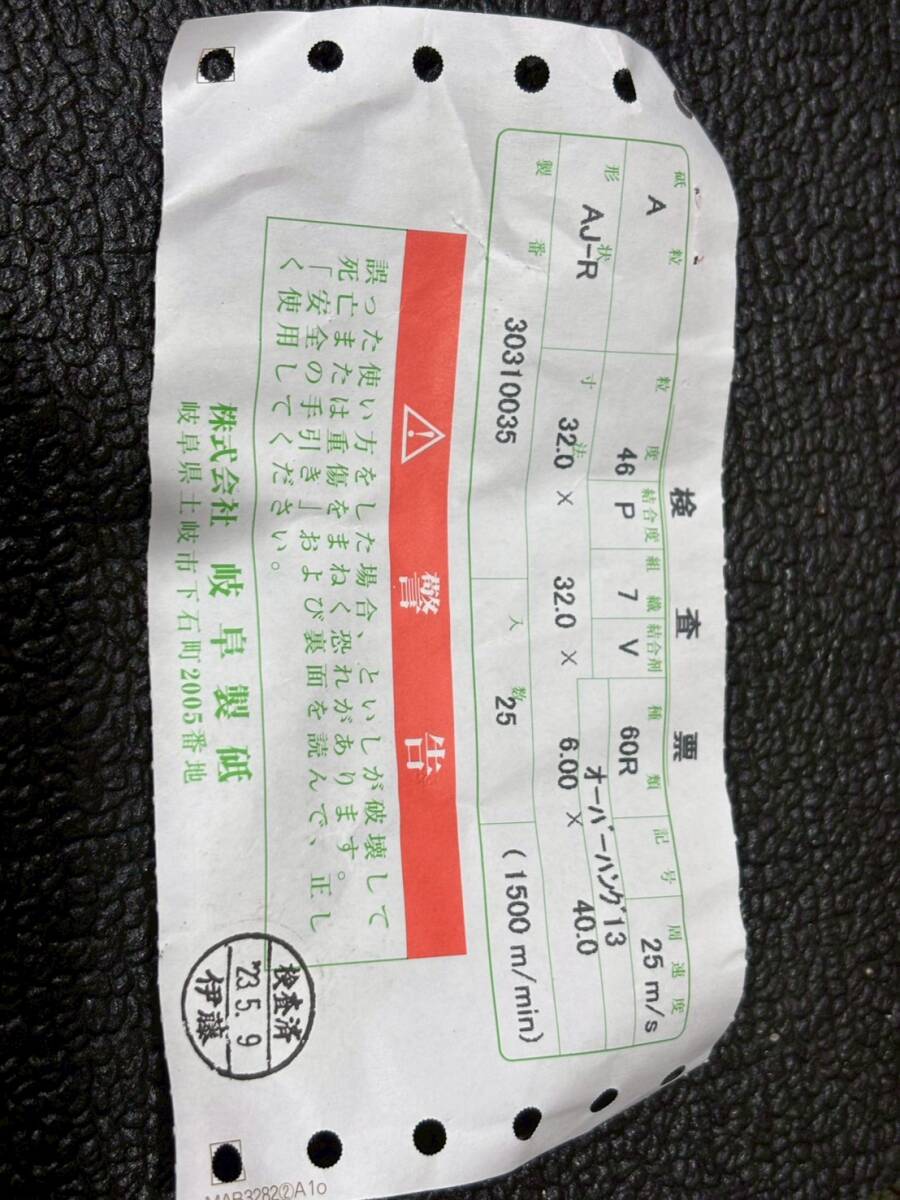 検査票
砥粒 粒度 結合度 組織 結合剤 種類 記号 周速度
A 46 P 7 V 60R 25 m/s
オーバーハング13
形状 寸法
AJ-R 32.0 × 32.0 × 6.00 × 40.0
製番 入数
30310035 25 (1500 m/min)
警告
誤った使い方をした場合、といしが破壊して
死亡または重傷をまねく恐れがあります。
「安全の手引き」および裏面を読んで、正し
く使用してください。
株式会社 岐阜製砥
岐阜県土岐市下石町2005番地
検査済
'23.5.9
伊藤
MAB3282②A1o